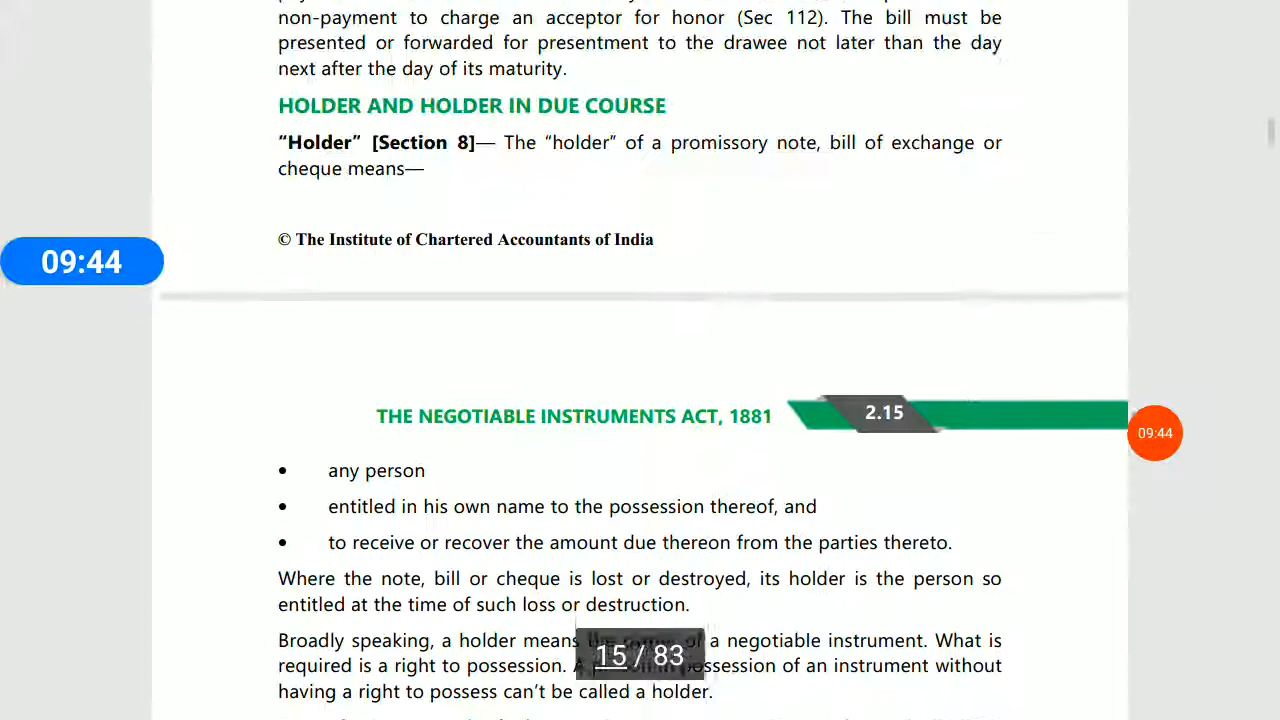 non-payment to charge an acceptor for honor (Sec 112). The bill must be
presented or forwarded for presentment to the drawee not later than the day
next after the day of its maturity.
HOLDER AND HOLDER IN DUE COURSE
“Holder” [Section 8]— The “holder” of a promissory note, bill of exchange or
cheque means—
© The Institute of Chartered Accountants of India
09:44
THE NEGOTIABLE INSTRUMENTS ACT, 1881
2.15
09:44
• any person
• entitled in his own name to the possession thereof, and
• to receive or recover the amount due thereon from the parties thereto.
Where the note, bill or cheque is lost or destroyed, its holder is the person so
entitled at the time of such loss or destruction.
Broadly speaking, a holder means a negotiable instrument. What is
required is a right to possession. A possession of an instrument without
having a right to possess can’t be called a holder.
15 / 83